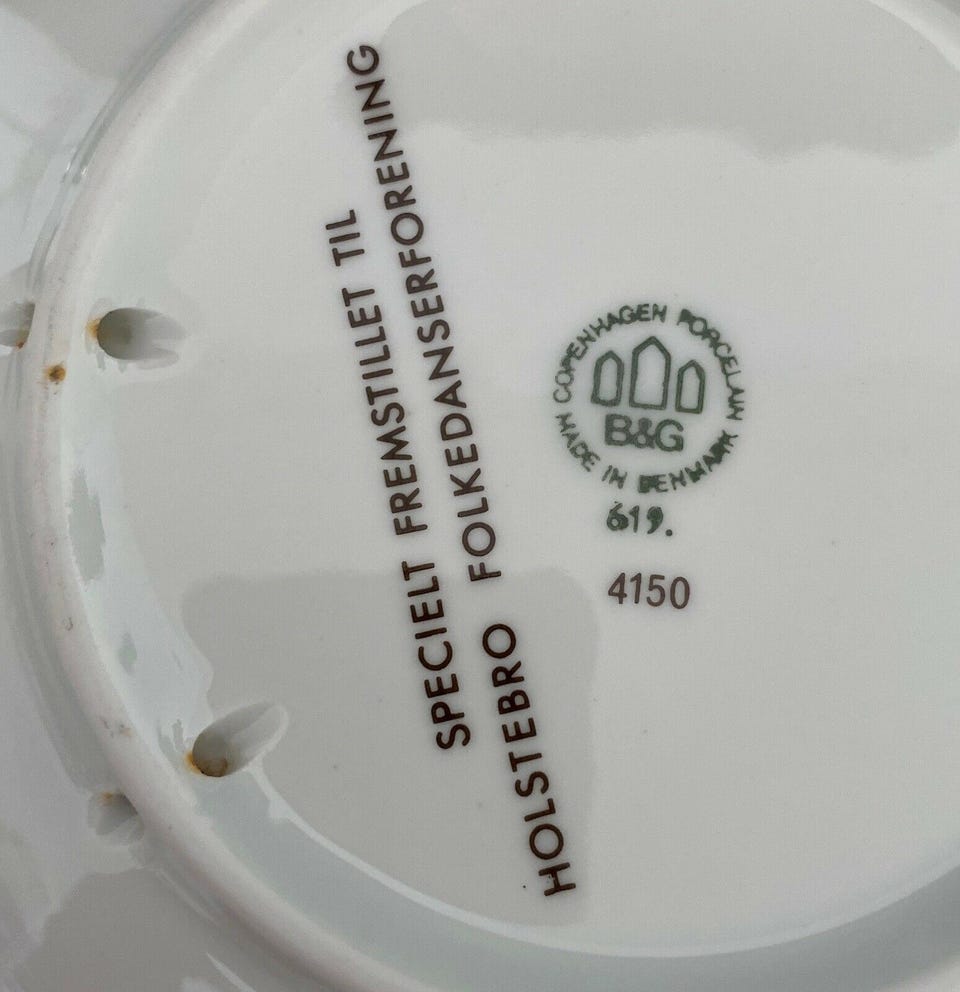 SPECIELT FREMSTILLET TIL
HOLSTEBRO FOLKEDANSERFORENING
COPENHAGEN PORCELAIN
B&G
MADE IN DENMARK
619.
4150